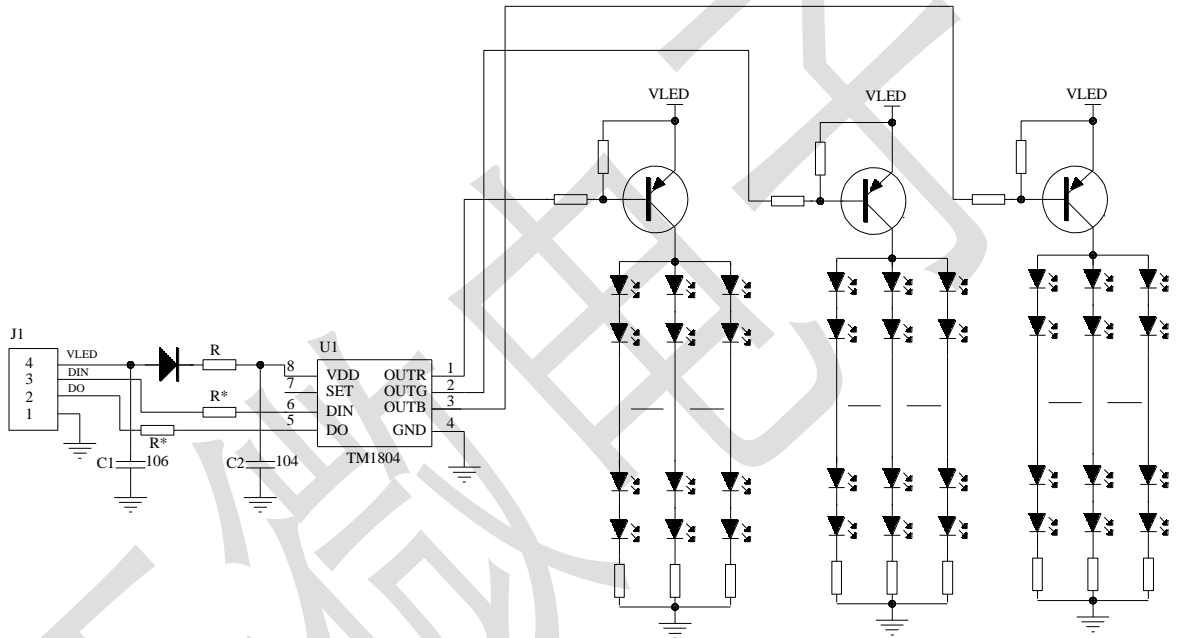 VLED
VLED
VLED
J1
4
3
2
1
VLED
DIN
DO
R
R*
R*
C1
106
C2
104
U1
8
7
6
5
VDD
SET
DIN
DO
OUTR
OUTG
OUTB
GND
1
2
3
4
TM1804